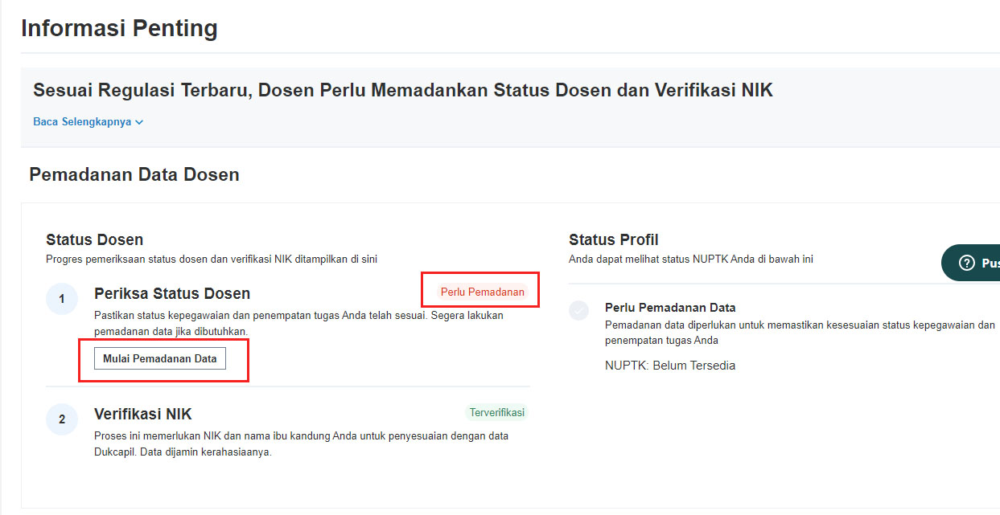 Informasi Penting
Sesuai Regulasi Terbaru, Dosen Perlu Memadankan Status Dosen dan Verifikasi NIK
Baca Selengkapnya
Pemadanan Data Dosen
Status Dosen
Progres pemeriksaan status dosen dan verifikasi NIK ditampilkan di sini
1
Periksa Status Dosen
Perlu Pemadanan
Pastikan status kepegawaian dan penempatan tugas Anda telah sesuai. Segera lakukan
pemadanan data jika dibutuhkan.
Mulai Pemadanan Data
2
Verifikasi NIK
Terverifikasi
Proses ini memerlukan NIK dan nama ibu kandung Anda untuk penyesuaian dengan data
Dukcapil. Data dijamin kerahasiaanya.
Status Profil
Anda dapat melihat status NUPTK Anda di bawah ini
? Pus
Perlu Pemadanan Data
Pemadanan data diperlukan untuk memastikan kesesuaian status kepegawaian dan
penempatan tugas Anda
NUPTK: Belum Tersedia